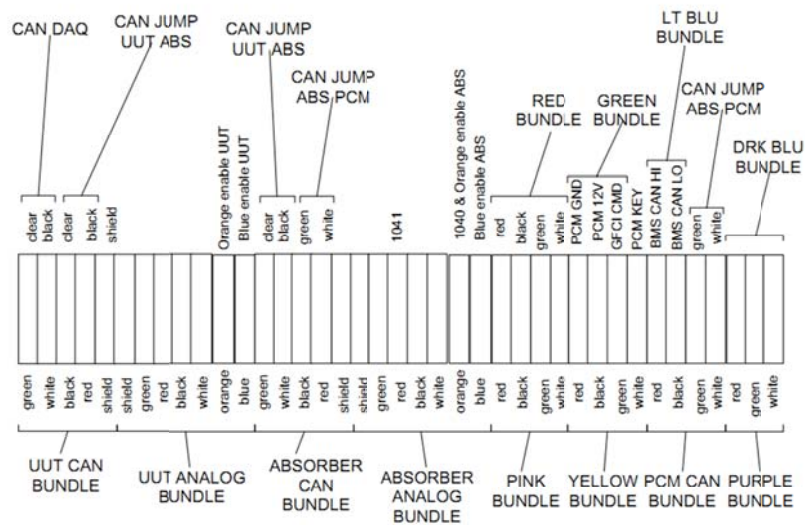 CAN DAQ
CAN JUMP
UUT ABS
CAN JUMP
UUT ABS
CAN JUMP
ABS PCM
RED
BUNDLE
GREEN
BUNDLE
LT BLU
BUNDLE
CAN JUMP
ABS PCM
DRK BLU
BUNDLE
clear
black
clear
black
shield
Orange enable UUT
Blue enable UUT
clear
black
green
white
1041
1040 & Orange enable ABS
Blue enable ABS
red
black
green
white
PCM GND
PCM 12V
GFCI CMD
PCM KEY
BMS CAN HI
BMS CAN LO
green
white
green
white
black
red
shield
shield
green
red
black
white
orange
blue
green
white
black
red
shield
shield
green
red
black
white
orange
blue
red
black
green
white
red
black
green
white
red
black
green
white
red
green
white
UUT CAN
BUNDLE
UUT ANALOG
BUNDLE
ABSORBER
CAN
BUNDLE
ABSORBER
ANALOG
BUNDLE
PINK
BUNDLE
YELLOW
BUNDLE
PCM CAN
BUNDLE
PURPLE
BUNDLE